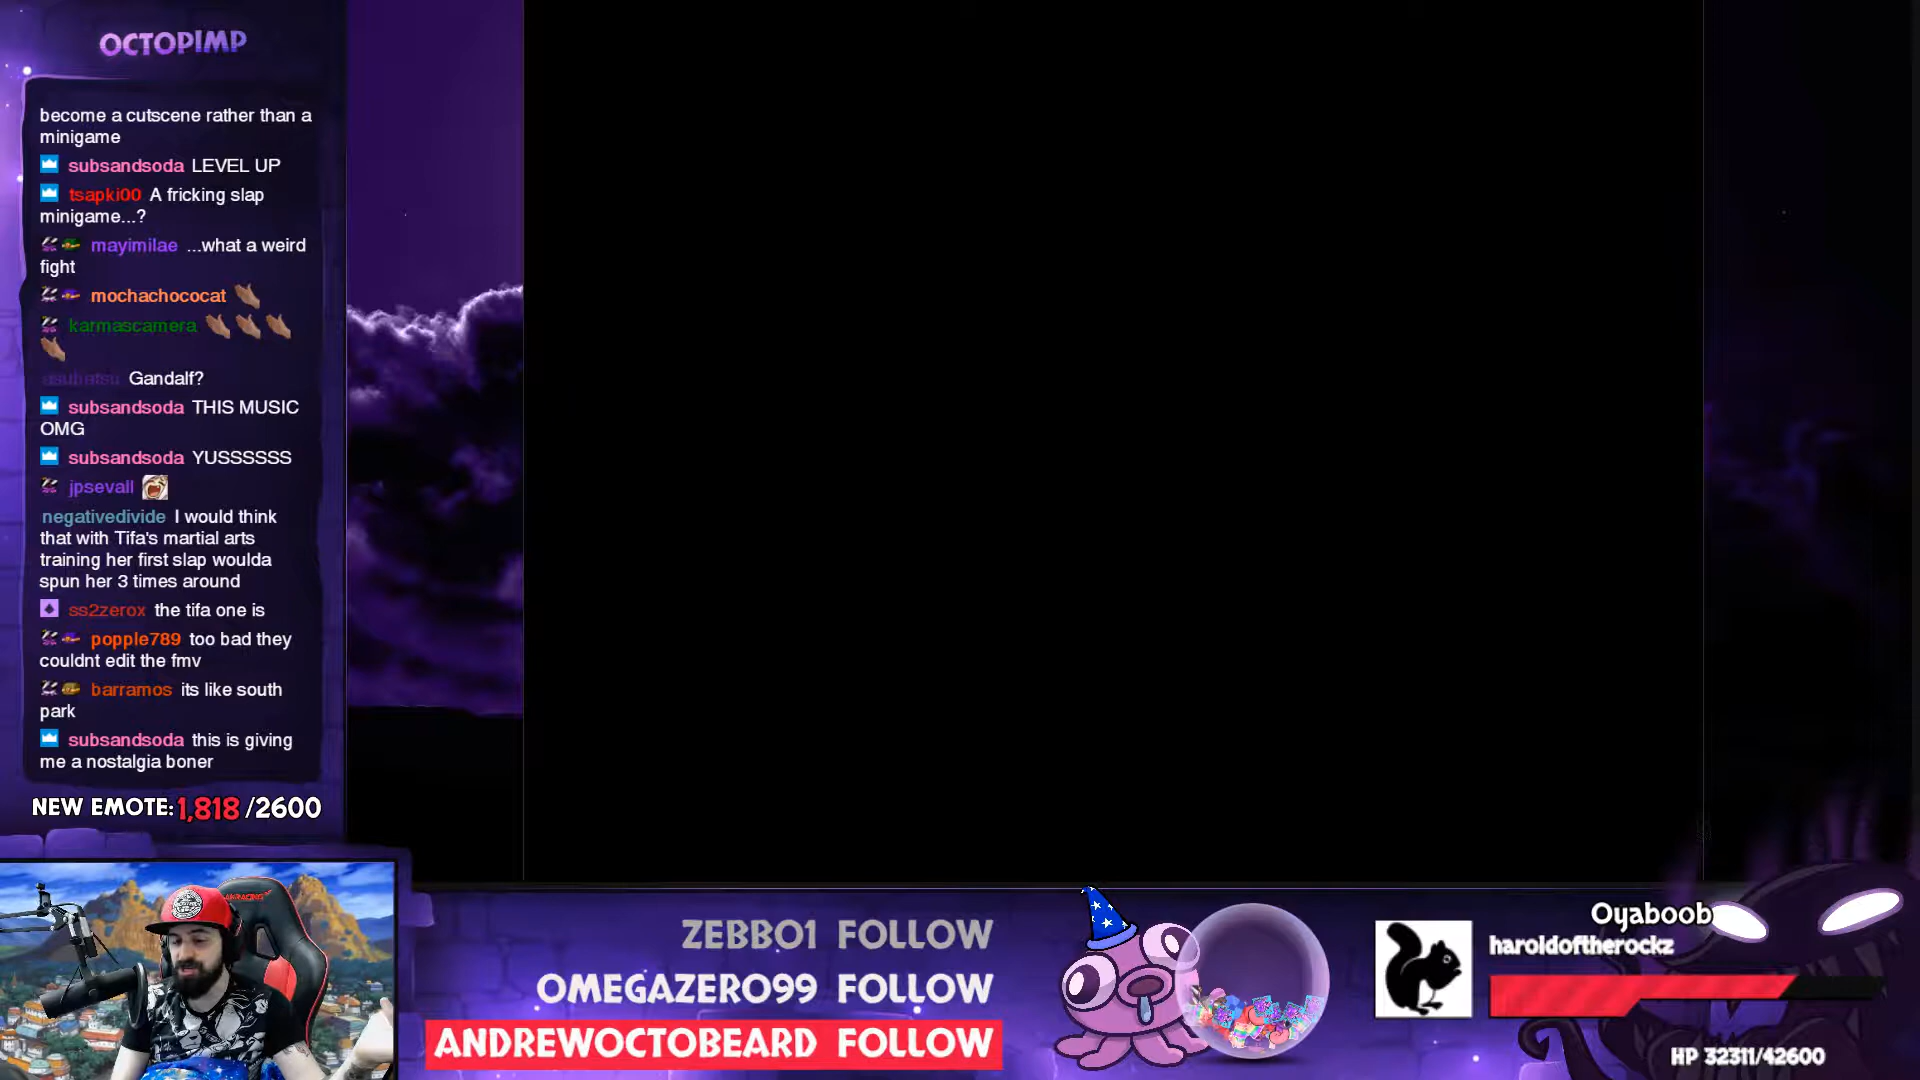 OCTOPIMP
become a cutscene rather than a
minigame
subsandsoda LEVEL UP
tsapki00 A fricking slap
minigame...?
mayimilae ...what a weird
fight
mochachococat
karmascamera
asubatsu Gandalf?
subsandsoda THIS MUSIC
OMG
subsandsoda YUSSSSSS
jpsevall
negativedivide I would think
that with Tifa's martial arts
training her first slap woulda
spun her 3 times around
ss2zerox the tifa one is
popple789 too bad they
couldnt edit the fmv
barramos its like south
park
subsandsoda this is giving
me a nostalgia boner
NEW EMOTE: 1,818 /2600
ZEBBO1 FOLLOW
OMEGAZERO99 FOLLOW
ANDREWOCTOBEARD FOLLOW
Oyaboob
haroldoftherockz
HP 32311/42600